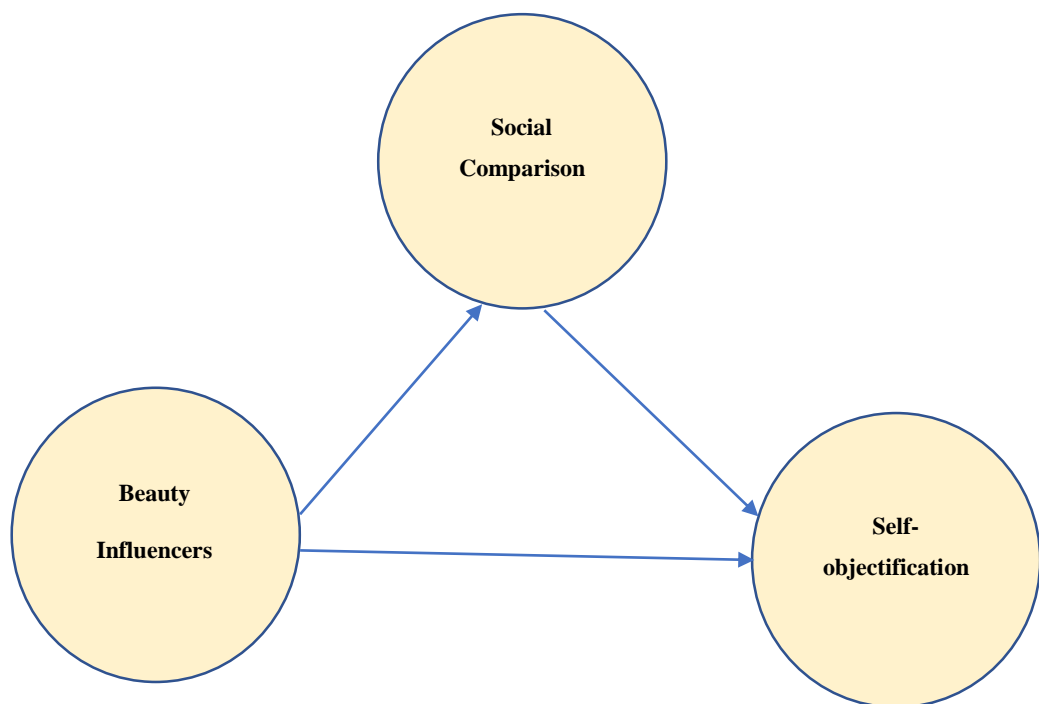 Social
Comparison
Beauty
Influencers
Self-
objectification